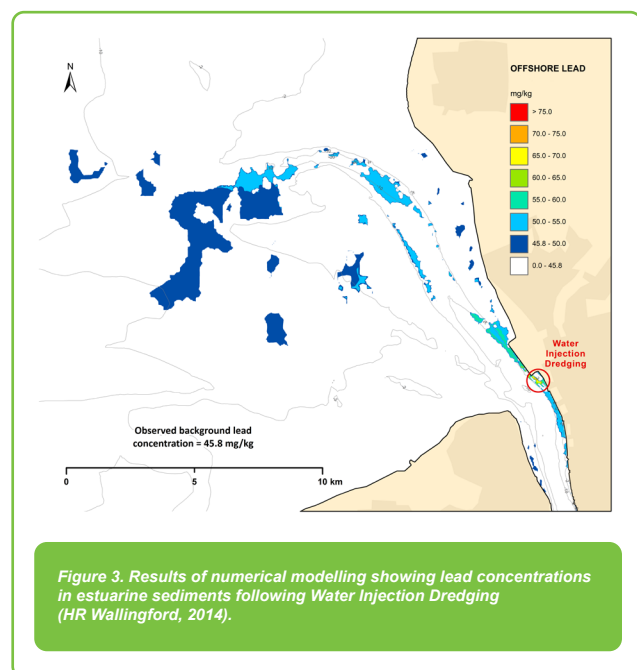 N
OFFSHORE LEAD
mg/kg
> 75.0
70.0 - 75.0
65.0 - 70.0
60.0 - 65.0
55.0 - 60.0
50.0 - 55.0
45.8 - 50.0
0.0 - 45.8
Water
Injection
Dredging
Observed background lead
concentration = 45.8 mg/kg
0 5 10 km
Figure 3. Results of numerical modelling showing lead concentrations
in estuarine sediments following Water Injection Dredging
(HR Wallingford, 2014).